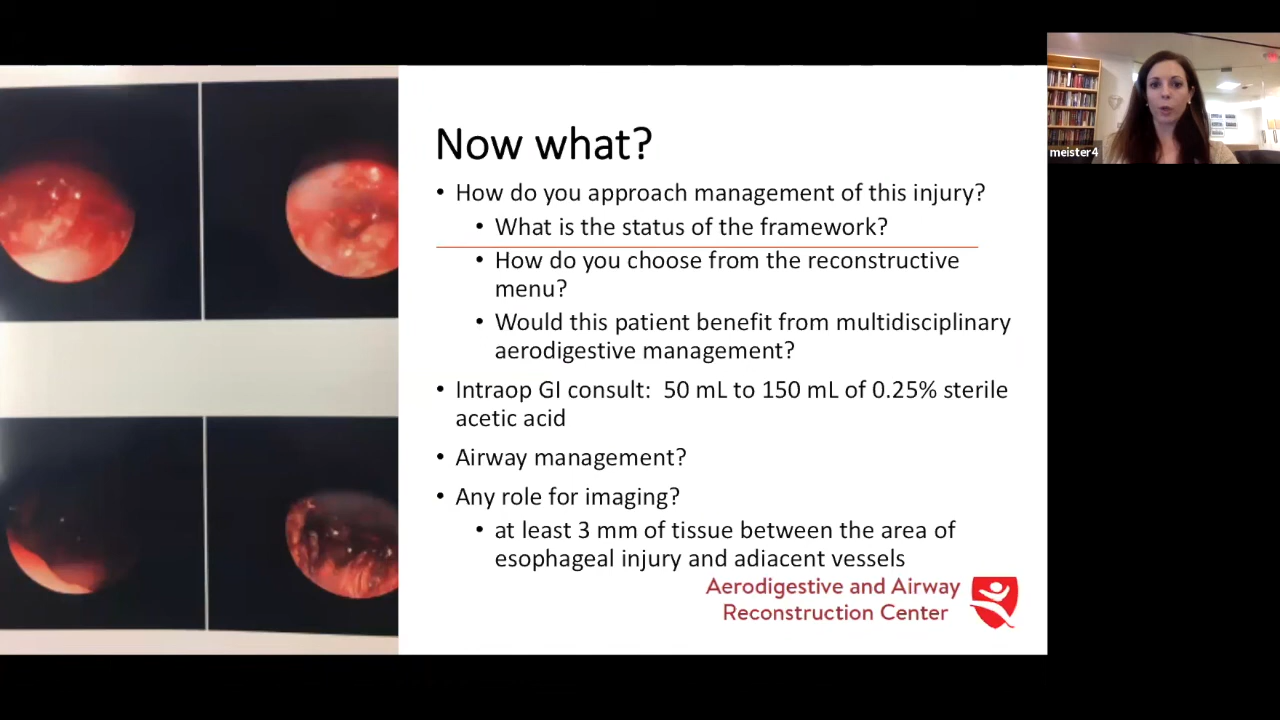 Now what?
• How do you approach management of this injury?
• What is the status of the framework?
• How do you choose from the reconstructive
menu?
• Would this patient benefit from multidisciplinary
aerodigestive management?
• Intraop GI consult: 50 mL to 150 mL of 0.25% sterile
acetic acid
• Airway management?
• Any role for imaging?
• at least 3 mm of tissue between the area of
esophageal injury and adjacent vessels
Aerodigestive and Airway
Reconstruction Center
meister4